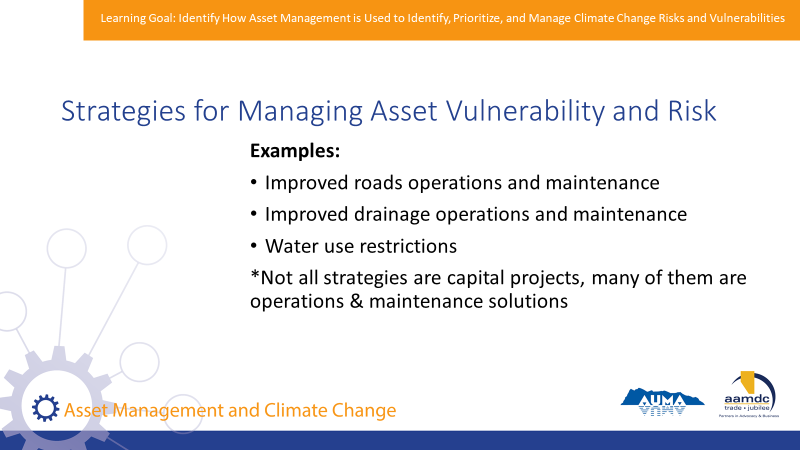 Learning Goal: Identify How Asset Management is Used to Identify, Prioritize, and Manage Climate Change Risks and Vulnerabilities
Strategies for Managing Asset Vulnerability and Risk
Examples:
• Improved roads operations and maintenance
• Improved drainage operations and maintenance
• Water use restrictions
*Not all strategies are capital projects, many of them are
operations & maintenance solutions
Asset Management and Climate Change
AUMA
aamdc
trade • jubilee
Partners in Advocacy & Business